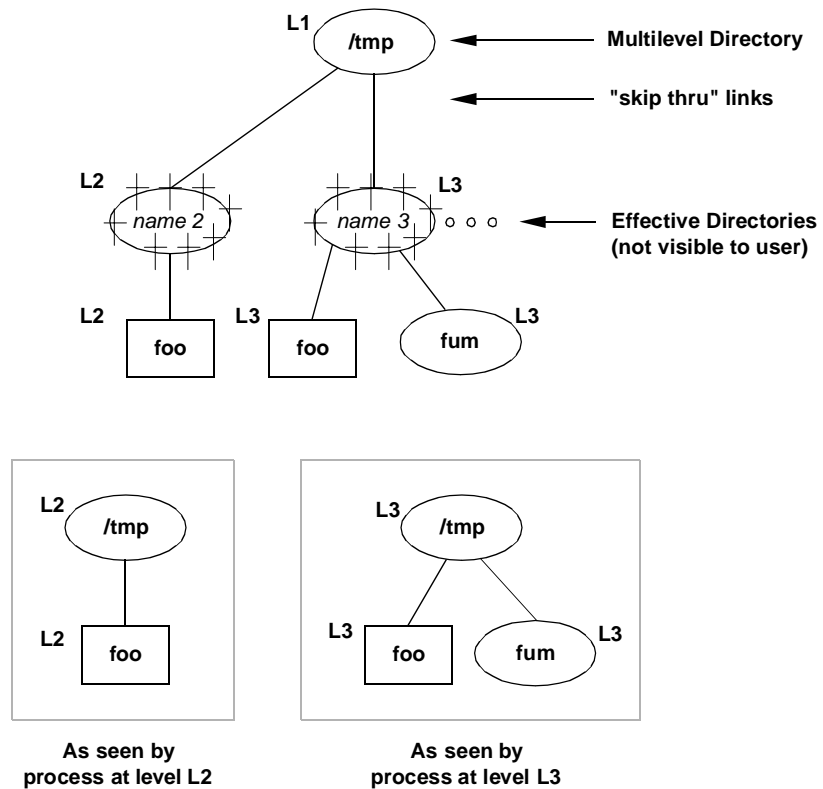 L1
/tmp
Multilevel Directory
"skip thru" links
L2
name 2
L3
name 3
Effective Directories
(not visible to user)
L2
foo
L3
foo
fum
L3
L2
/tmp
L2
foo
As seen by
process at level L2
L3
/tmp
L3
foo
fum
L3
As seen by
process at level L3